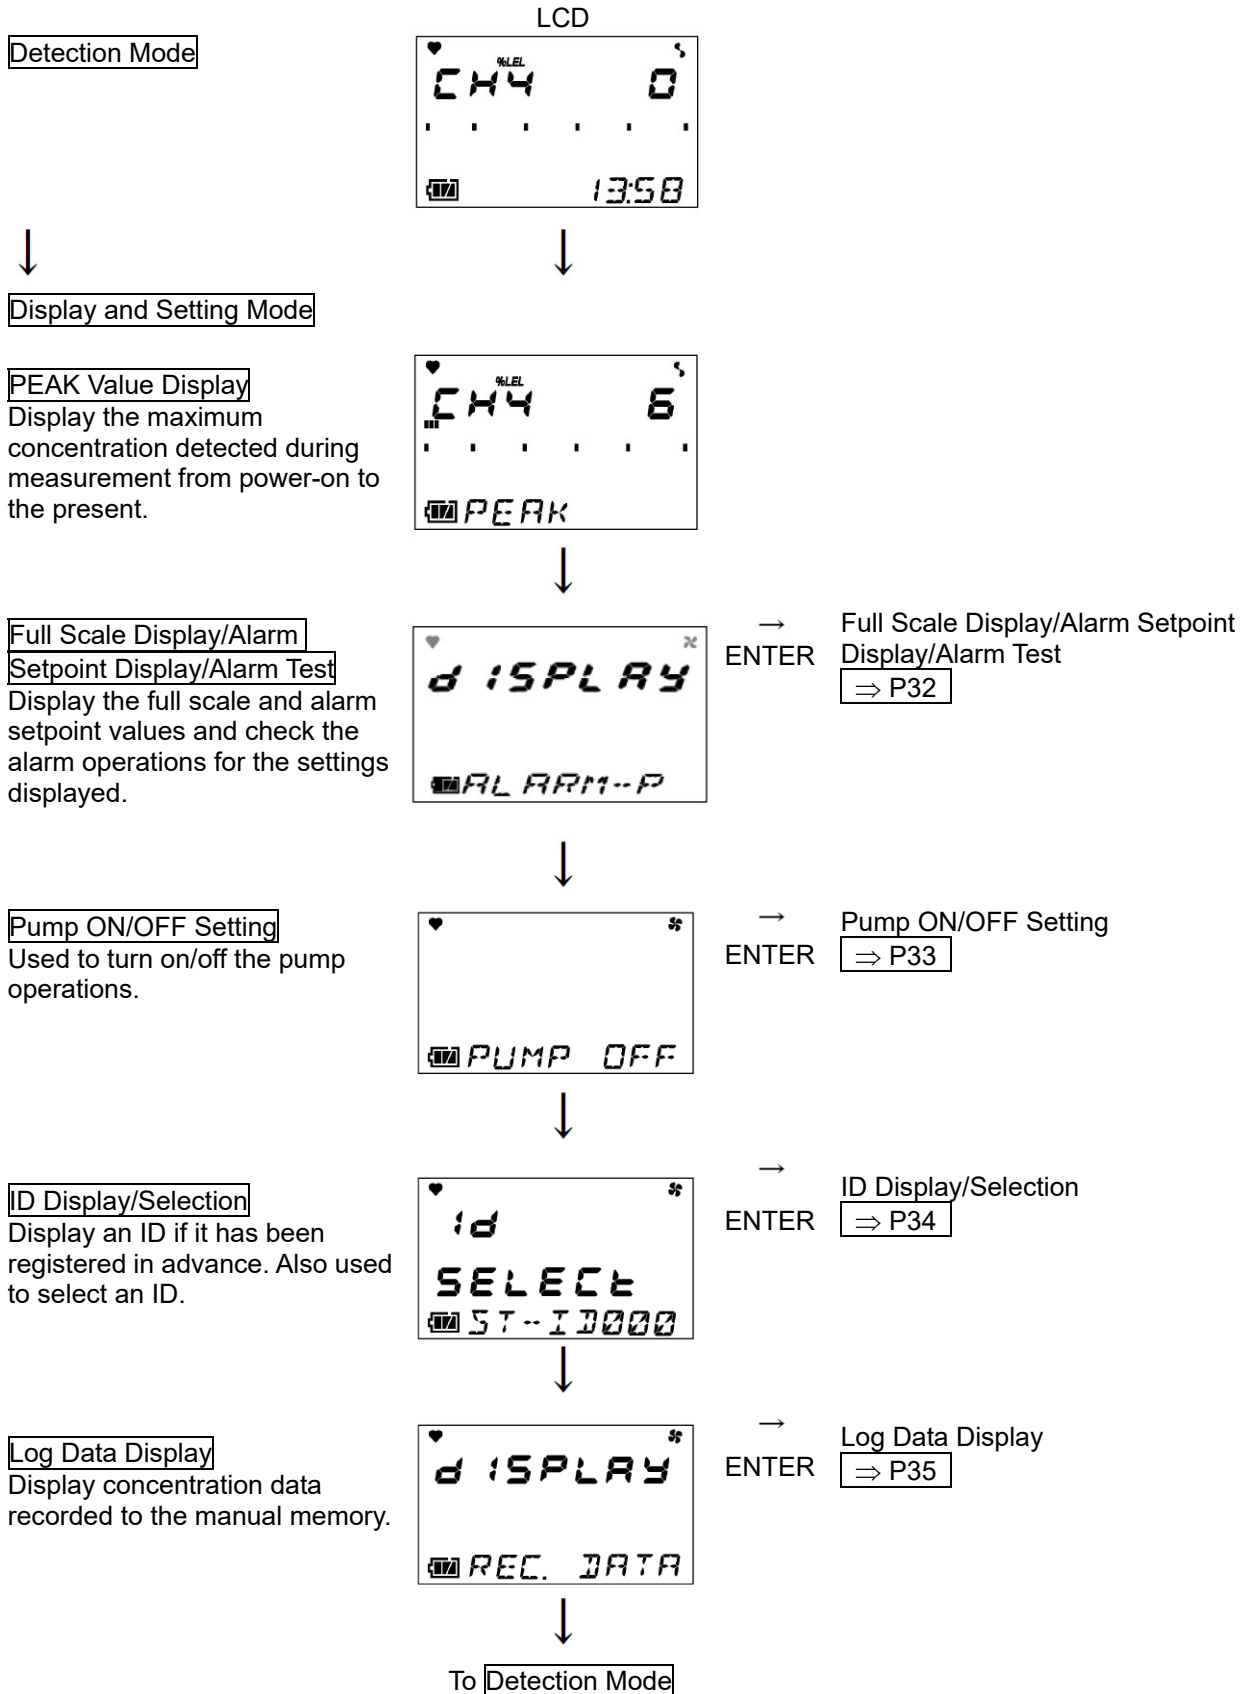 LCD
Detection Mode
%LEL
CH4 0
13:58
↓ ↓
Display and Setting Mode
PEAK Value Display
Display the maximum
concentration detected during
measurement from power-on to
the present.
%LEL
CH4 6
PEAK
↓
Full Scale Display/Alarm
Setpoint Display/Alarm Test
Display the full scale and alarm
setpoint values and check the
alarm operations for the settings
displayed.
dISPLAY
ALARM--P
→
ENTER
Full Scale Display/Alarm Setpoint
Display/Alarm Test
⇒ P32
↓
Pump ON/OFF Setting
Used to turn on/off the pump
operations.
PUMP OFF
→
ENTER
Pump ON/OFF Setting
⇒ P33
↓
ID Display/Selection
Display an ID if it has been
registered in advance. Also used
to select an ID.
Id
SELECt
ST--ID000
→
ENTER
ID Display/Selection
⇒ P34
↓
Log Data Display
Display concentration data
recorded to the manual memory.
dISPLAY
REC. DATA
→
ENTER
Log Data Display
⇒ P35
↓
To Detection Mode